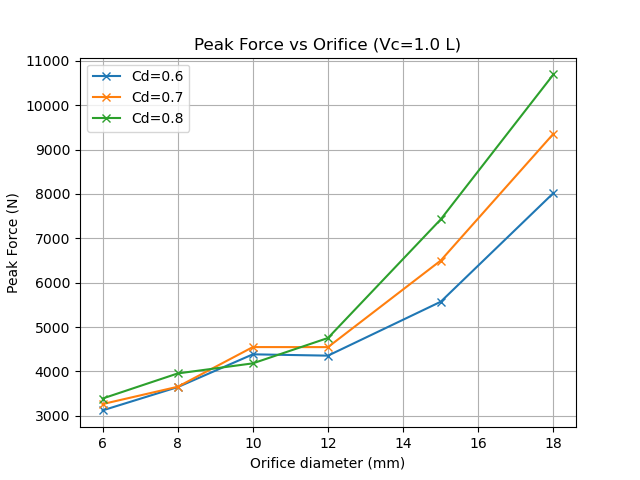 Peak Force vs Orifice (Vc=1.0 L)
Cd=0.6
Cd=0.7
Cd=0.8
Peak Force (N)
11000
10000
9000
8000
7000
6000
5000
4000
3000
6 8 10 12 14 16 18
Orifice diameter (mm)